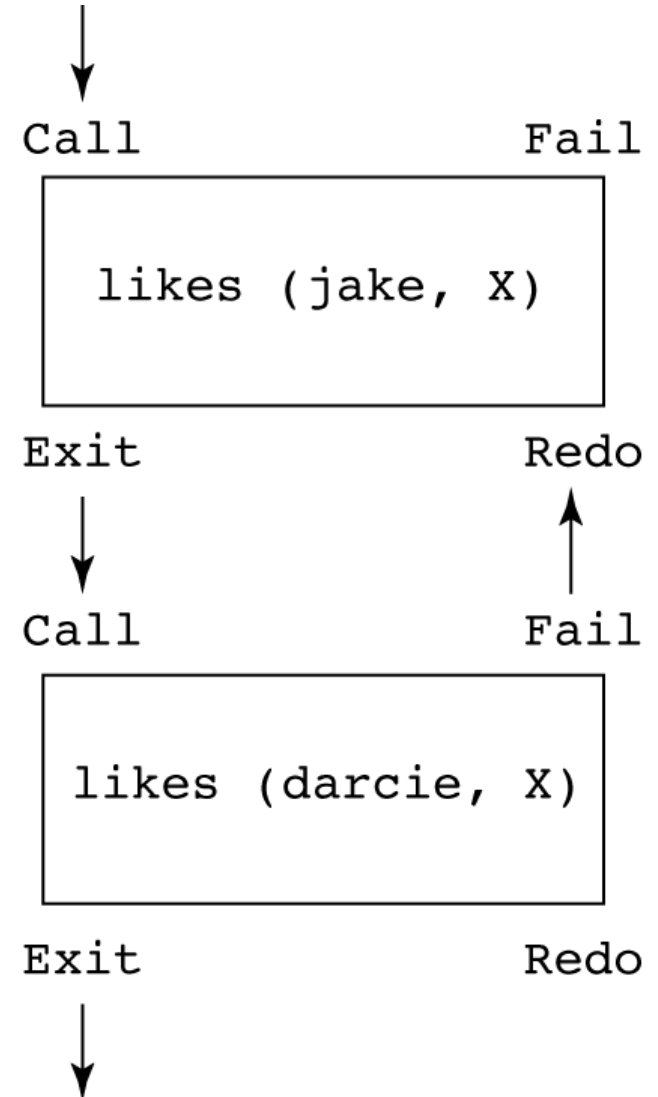 Call Fail
likes (jake, X)
Exit Redo
Call Fail
likes (darcie, X)
Exit Redo